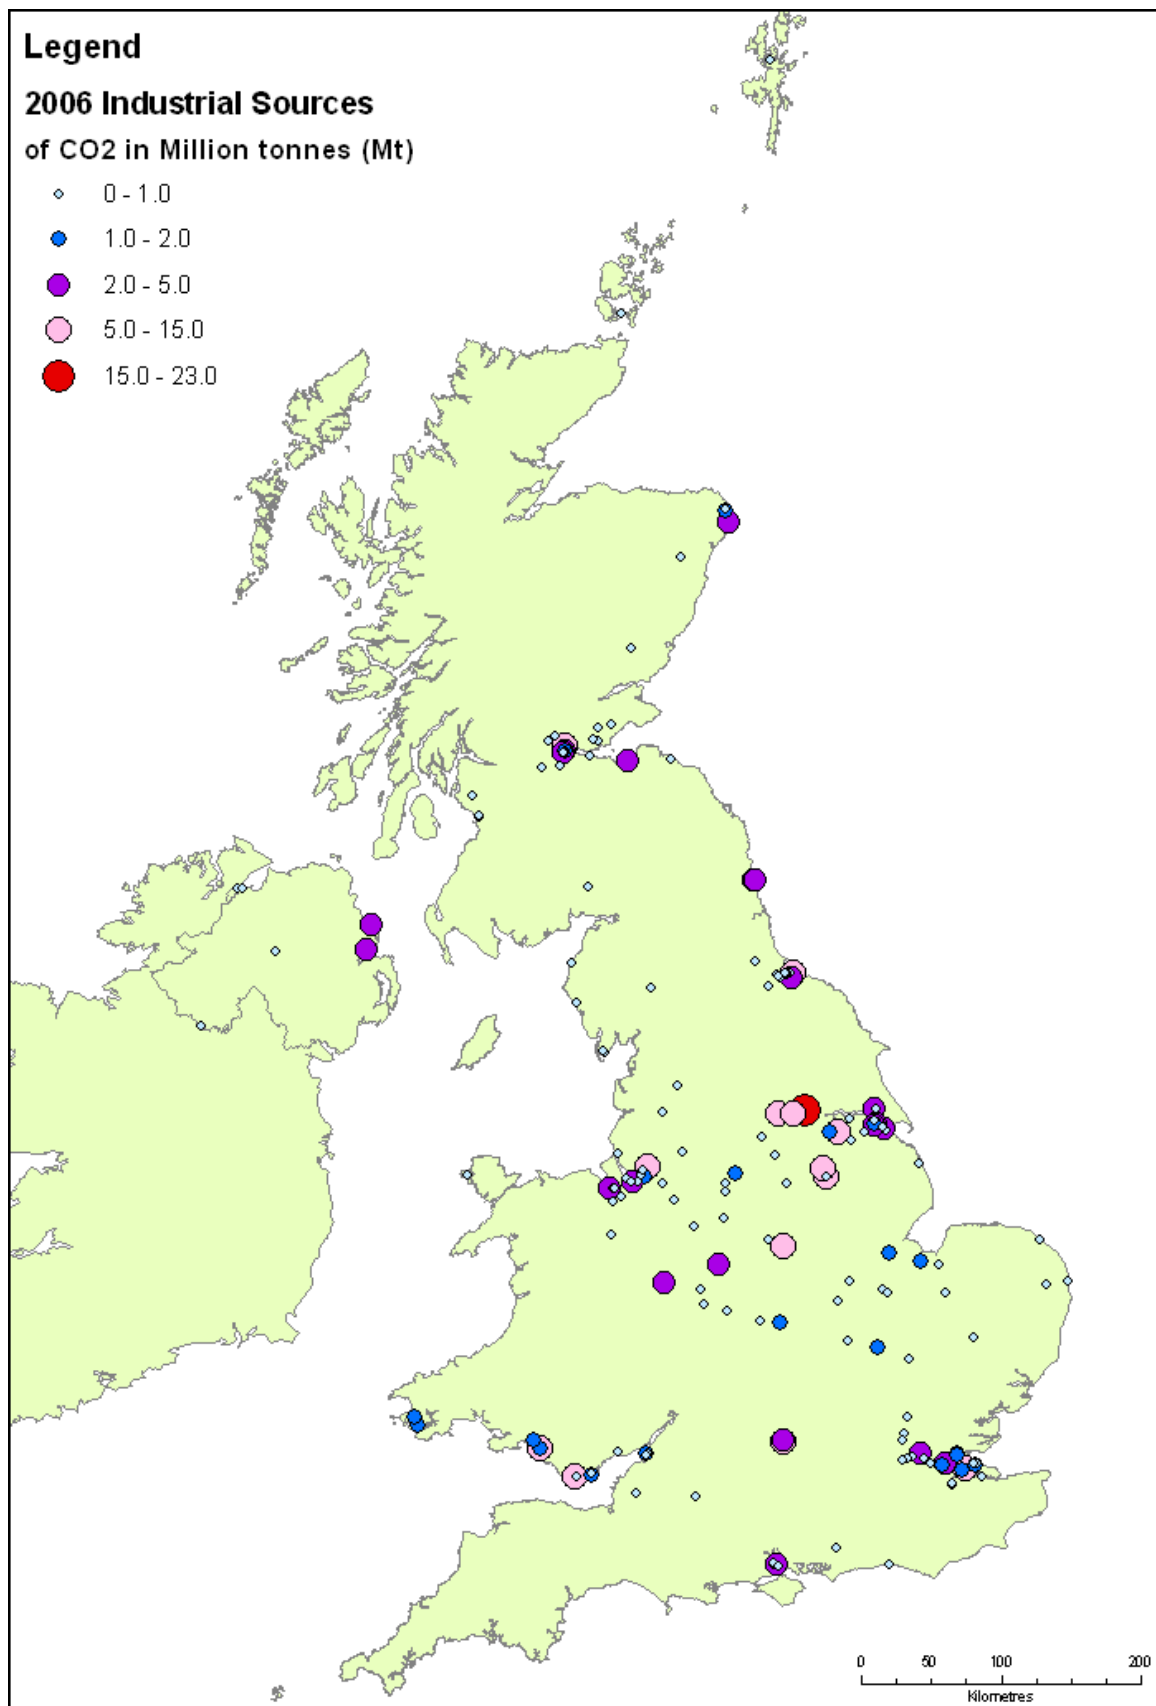 Legend
2006 Industrial Sources
of CO2 in Million tonnes (Mt)
0 - 1.0
1.0 - 2.0
2.0 - 5.0
5.0 - 15.0
15.0 - 23.0
0 50 100 200
Kilometres